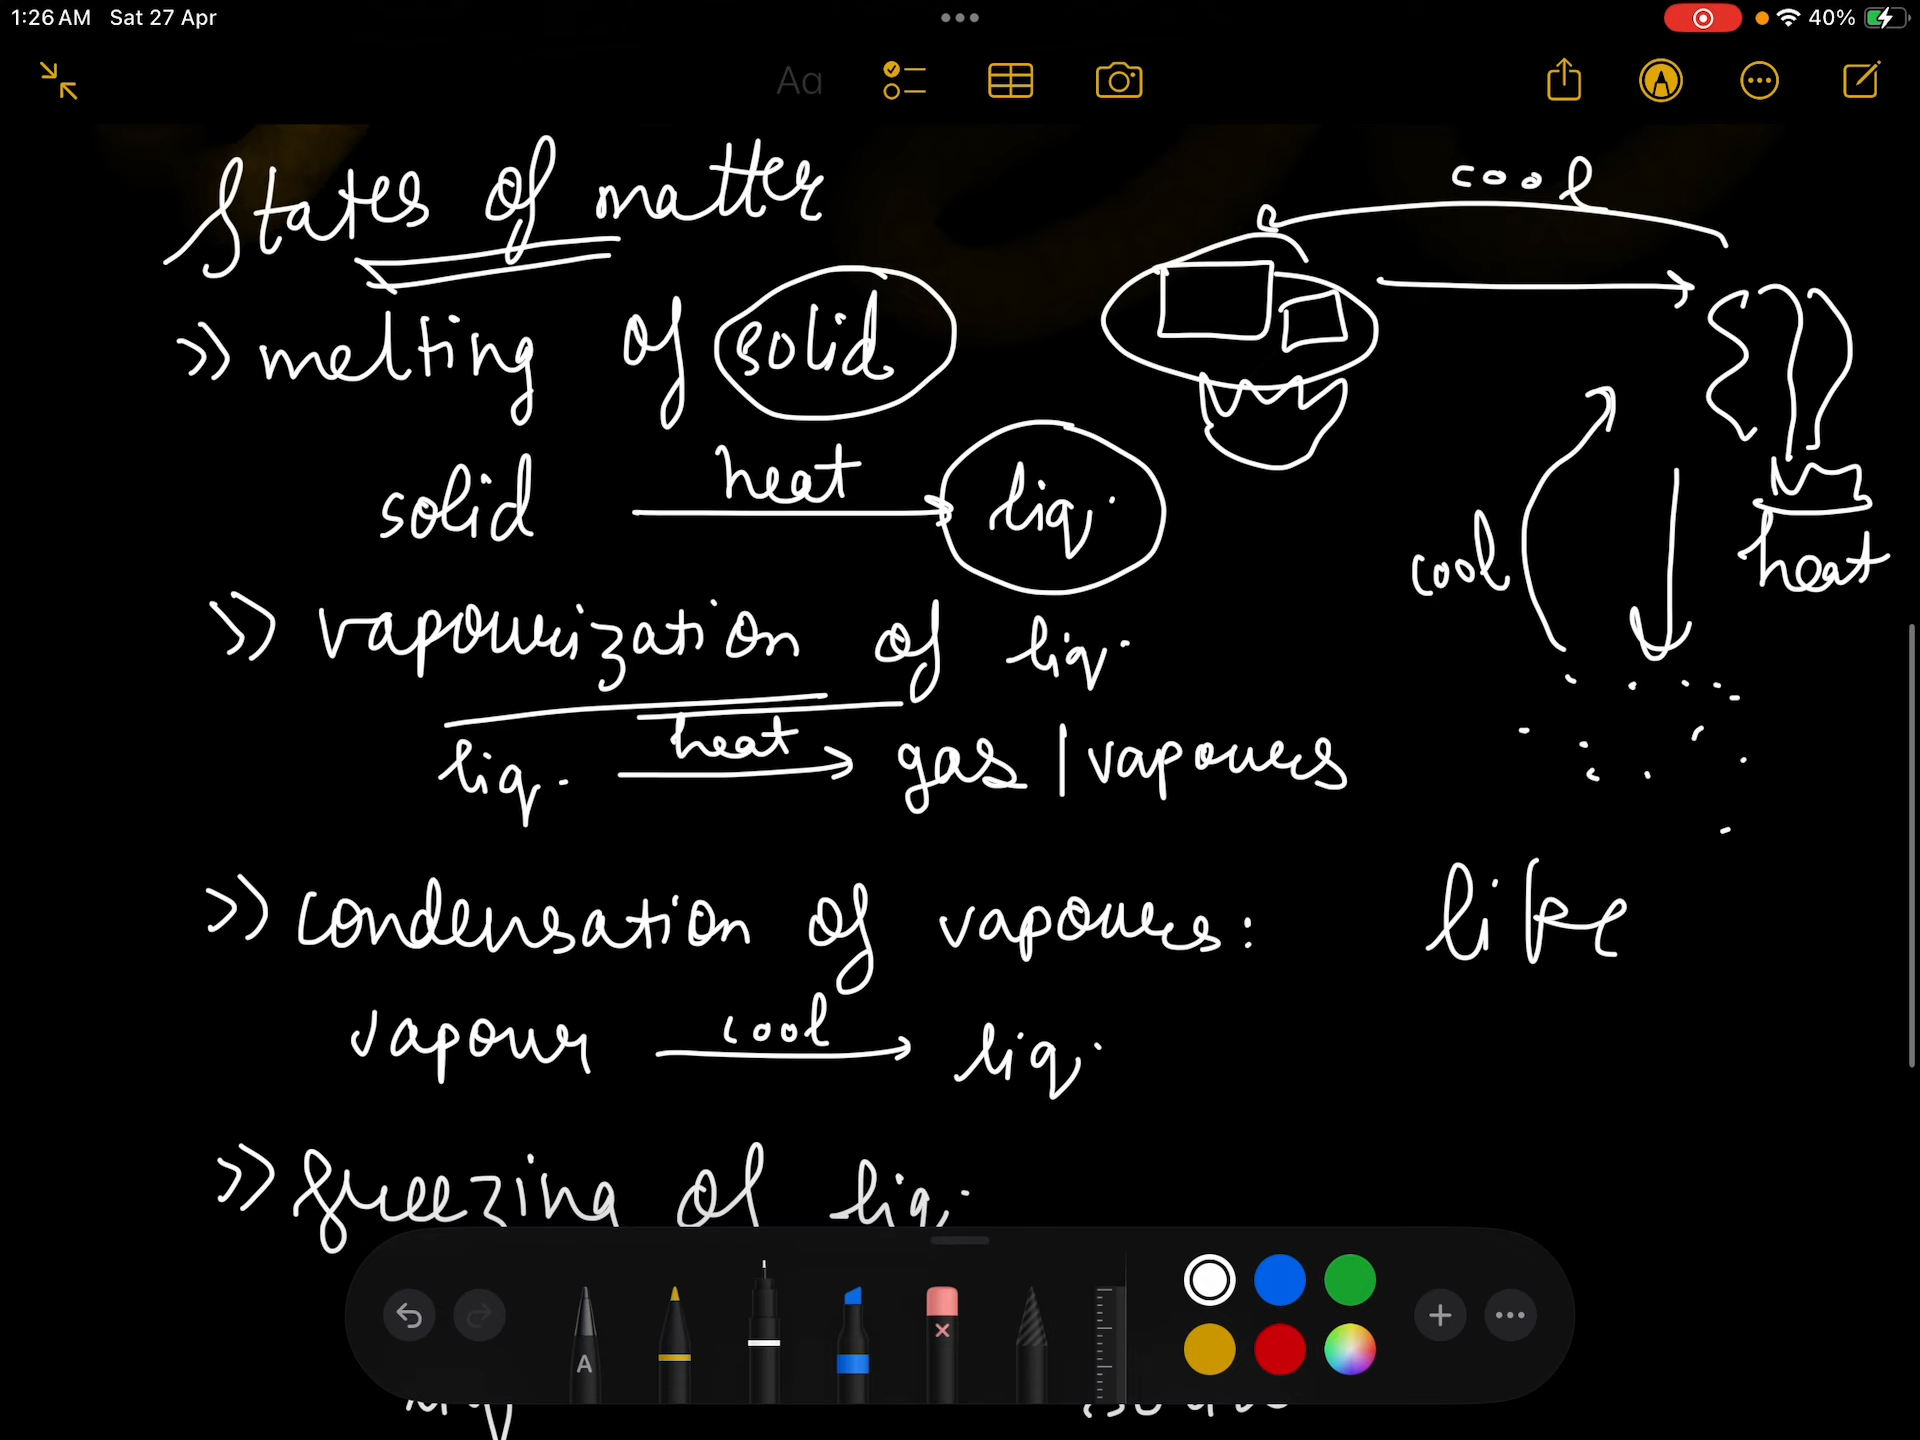 1:26 AM Sat 27 Apr
40%
Aa
States of matter
cool
>> melting of solid
solid heat liq.
cool
heat
>> vapourization of liq.
liq. heat gas | vapours
>> condensation of vapours:
like
vapour cool liq.
>> freezing of liq.
A